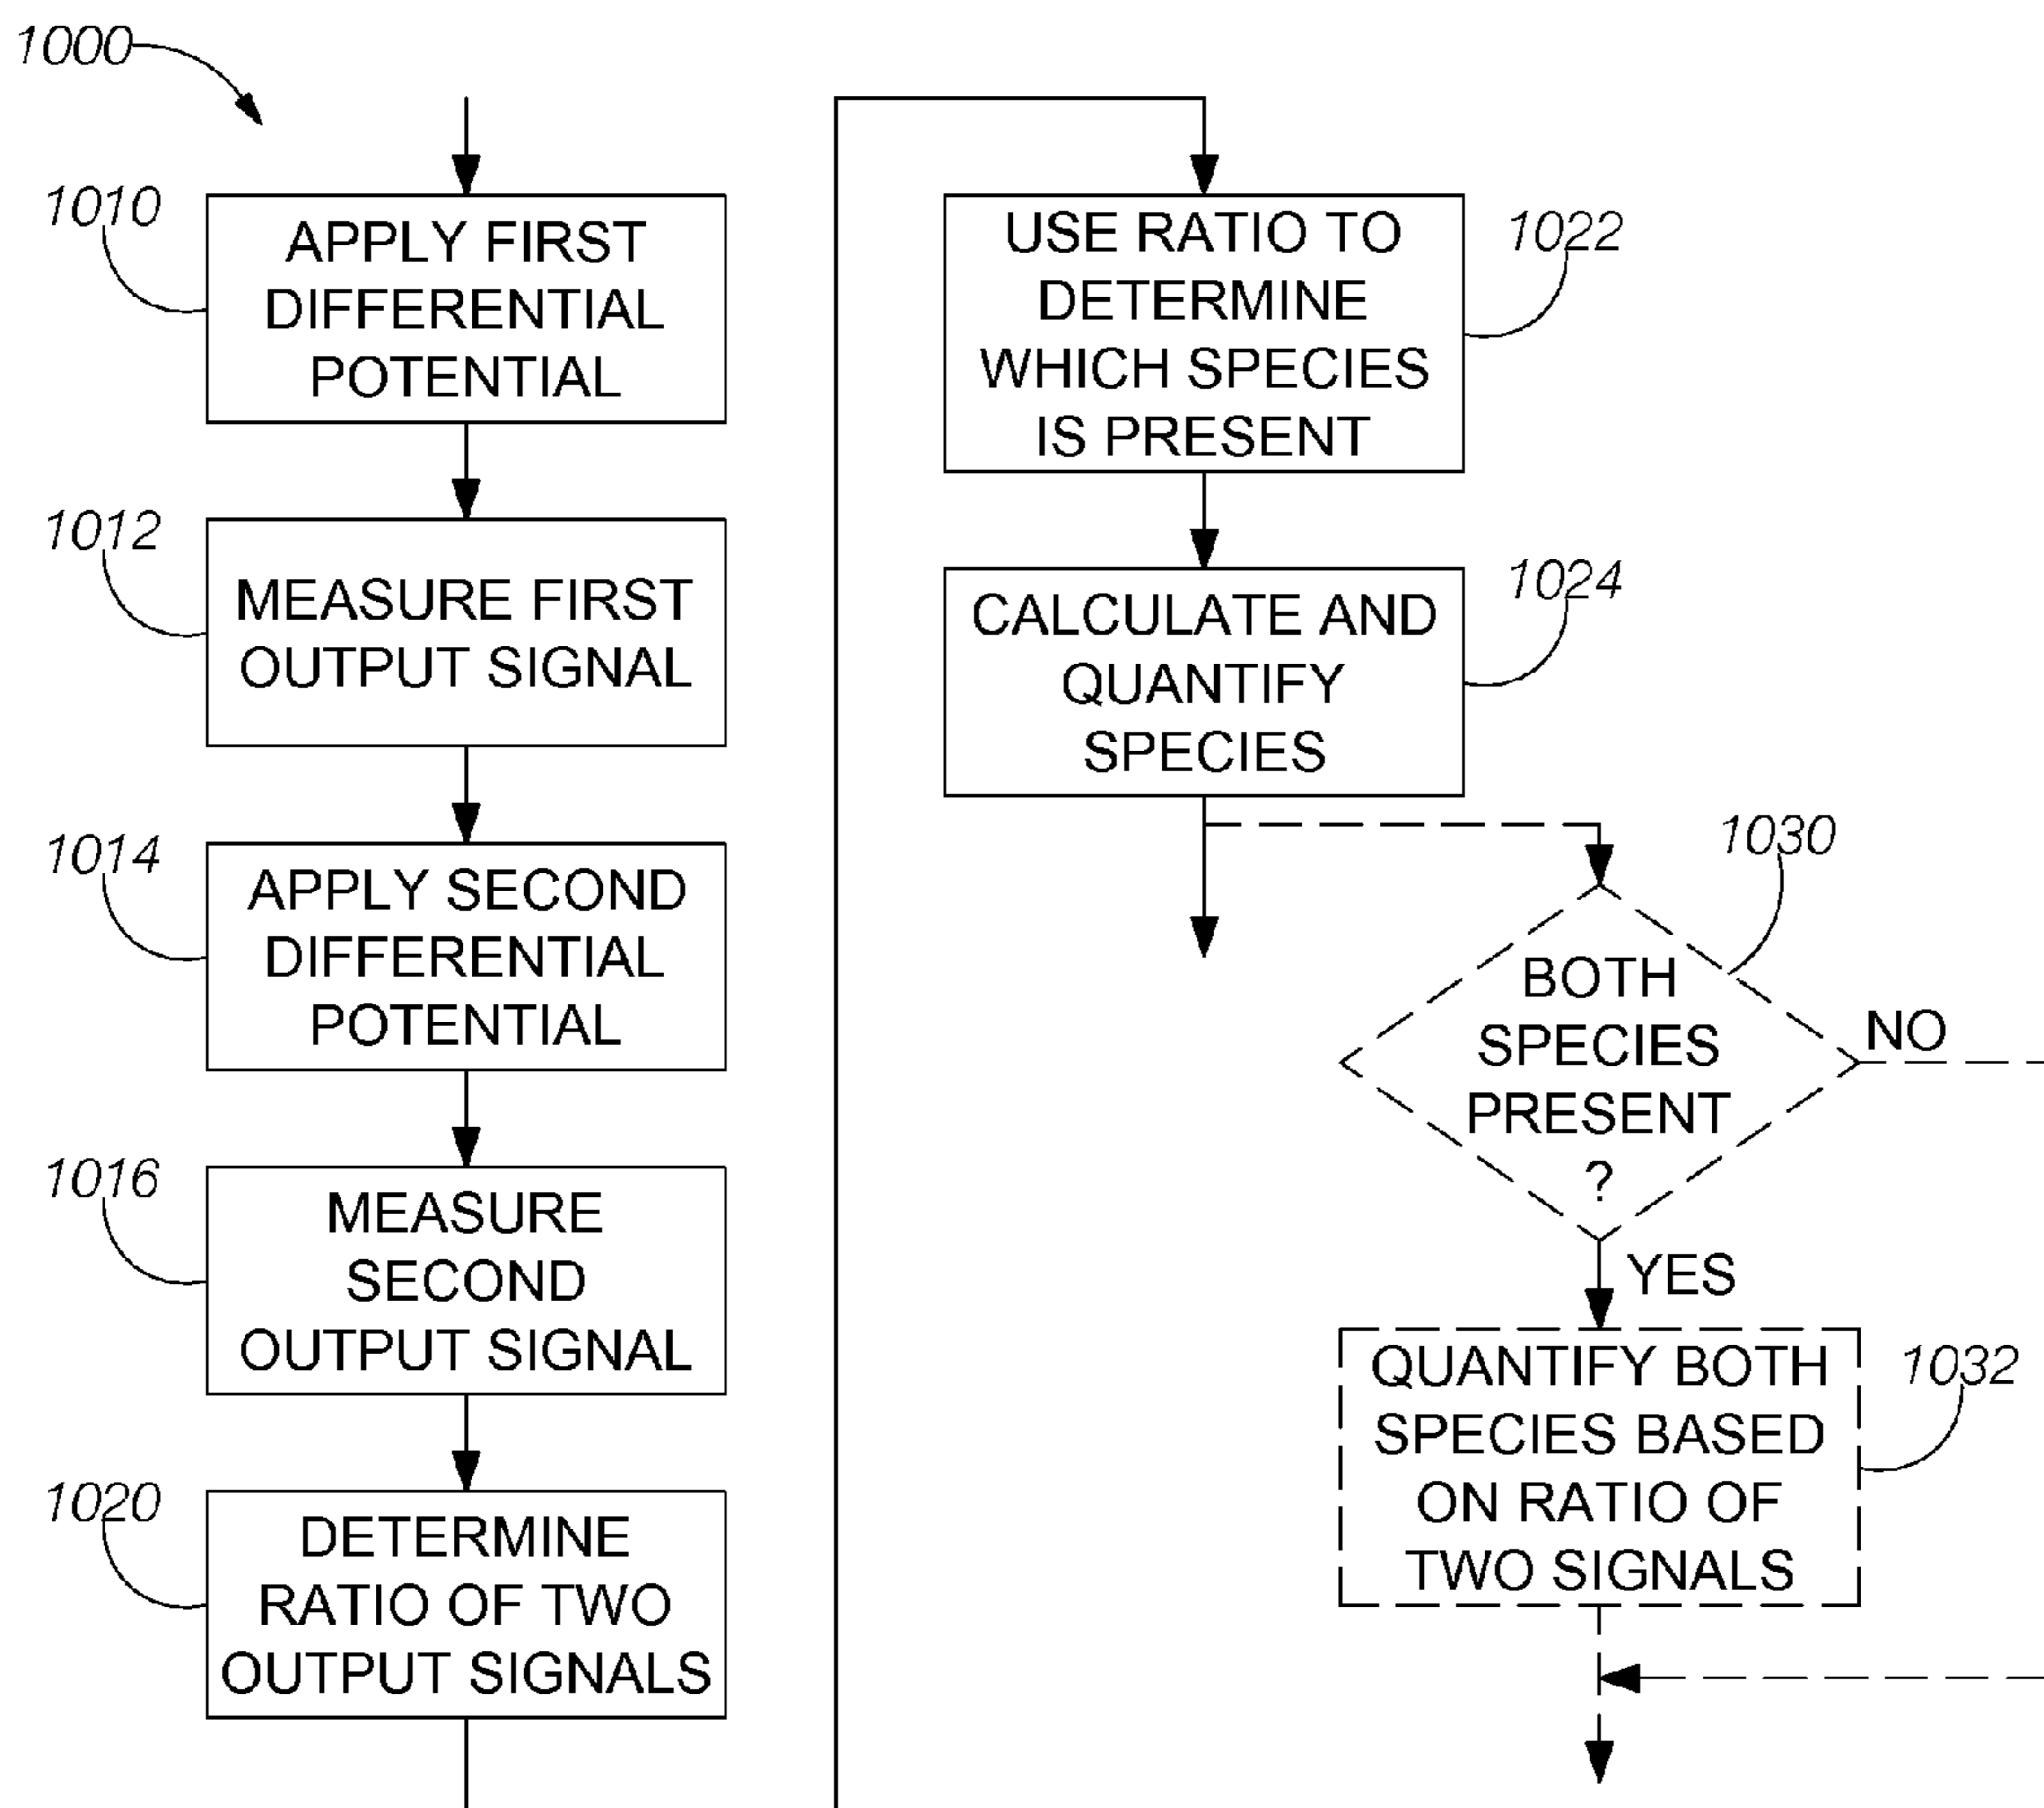 1000
1010
APPLY FIRST
DIFFERENTIAL
POTENTIAL
1012
MEASURE FIRST
OUTPUT SIGNAL
1014
APPLY SECOND
DIFFERENTIAL
POTENTIAL
1016
MEASURE
SECOND
OUTPUT SIGNAL
1020
DETERMINE
RATIO OF TWO
OUTPUT SIGNALS
USE RATIO TO
DETERMINE
WHICH SPECIES
IS PRESENT
1022
CALCULATE AND
QUANTIFY
SPECIES
1024
1030
BOTH
SPECIES
PRESENT
?
NO
YES
QUANTIFY BOTH
SPECIES BASED
ON RATIO OF
TWO SIGNALS
1032